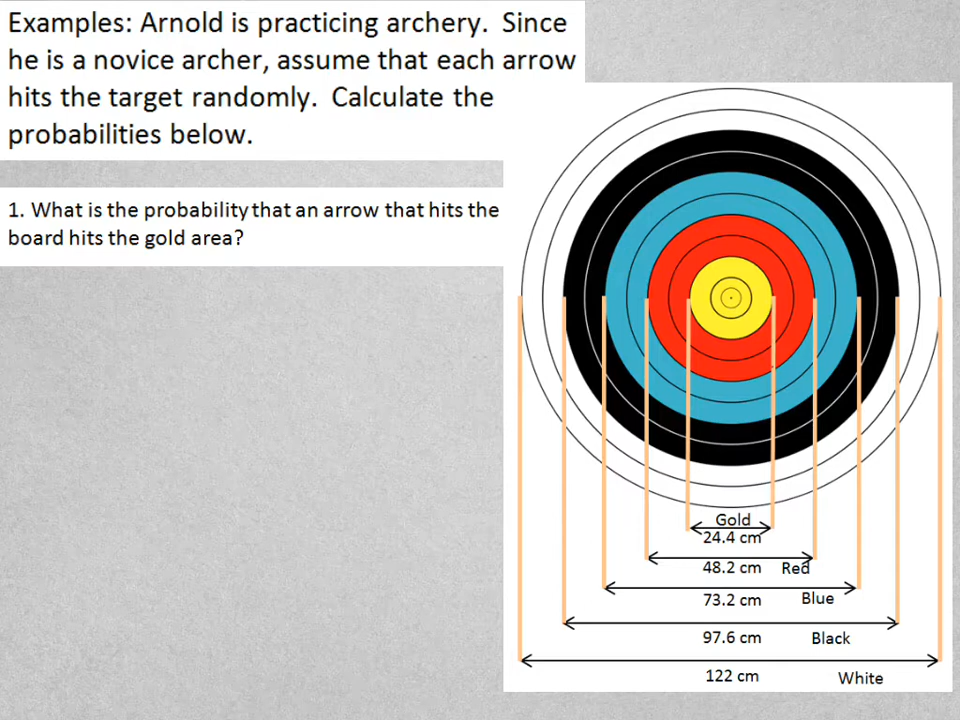 Examples: Arnold is practicing archery. Since
he is a novice archer, assume that each arrow
hits the target randomly. Calculate the
probabilities below.
1. What is the probability that an arrow that hits the
board hits the gold area?
Gold
24.4 cm
48.2 cm Red
73.2 cm Blue
97.6 cm Black
122 cm White